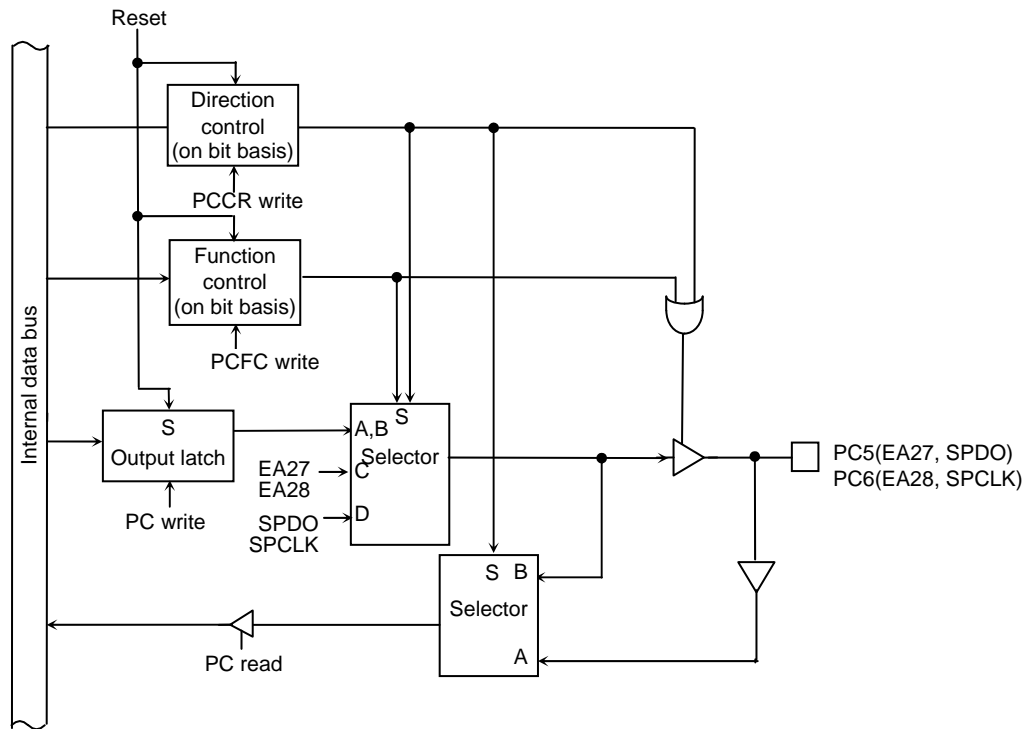 Reset
Direction
control
(on bit basis)
PCCR write
Function
control
(on bit basis)
PCFC write
Internal data bus
S
Output latch
PC write
A,B
S
Selector
EA27
EA28
C
SPDO
SPCLK
D
PC5(EA27, SPDO)
PC6(EA28, SPCLK)
S
B
Selector
A
PC read